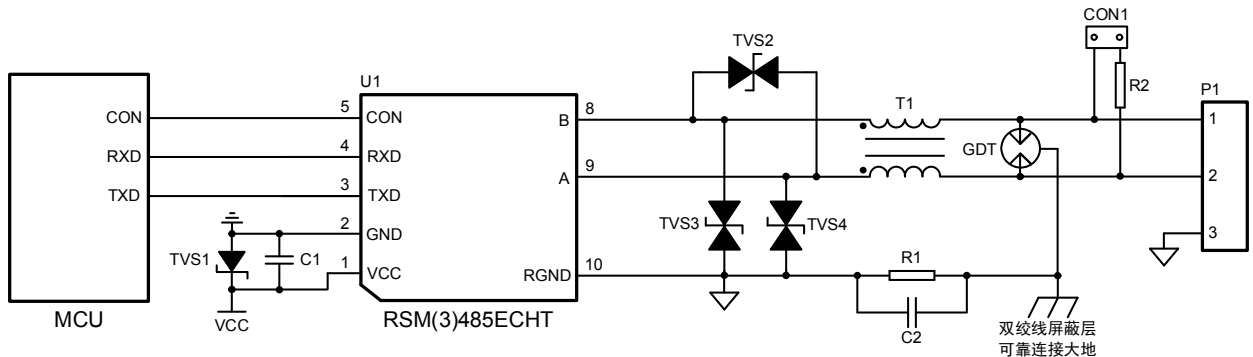 CON1
TVS2
U1
R2
P1
T1
CON
5
CON
B
8
1
RXD
4
RXD
GDT
TXD
3
TXD
A
9
2
2
GND
TVS3
TVS4
3
TVS1
C1
1
VCC
RGND
10
R1
VCC
C2
MCU
RSM(3)485ECHT
双绞线屏蔽层
可靠连接大地